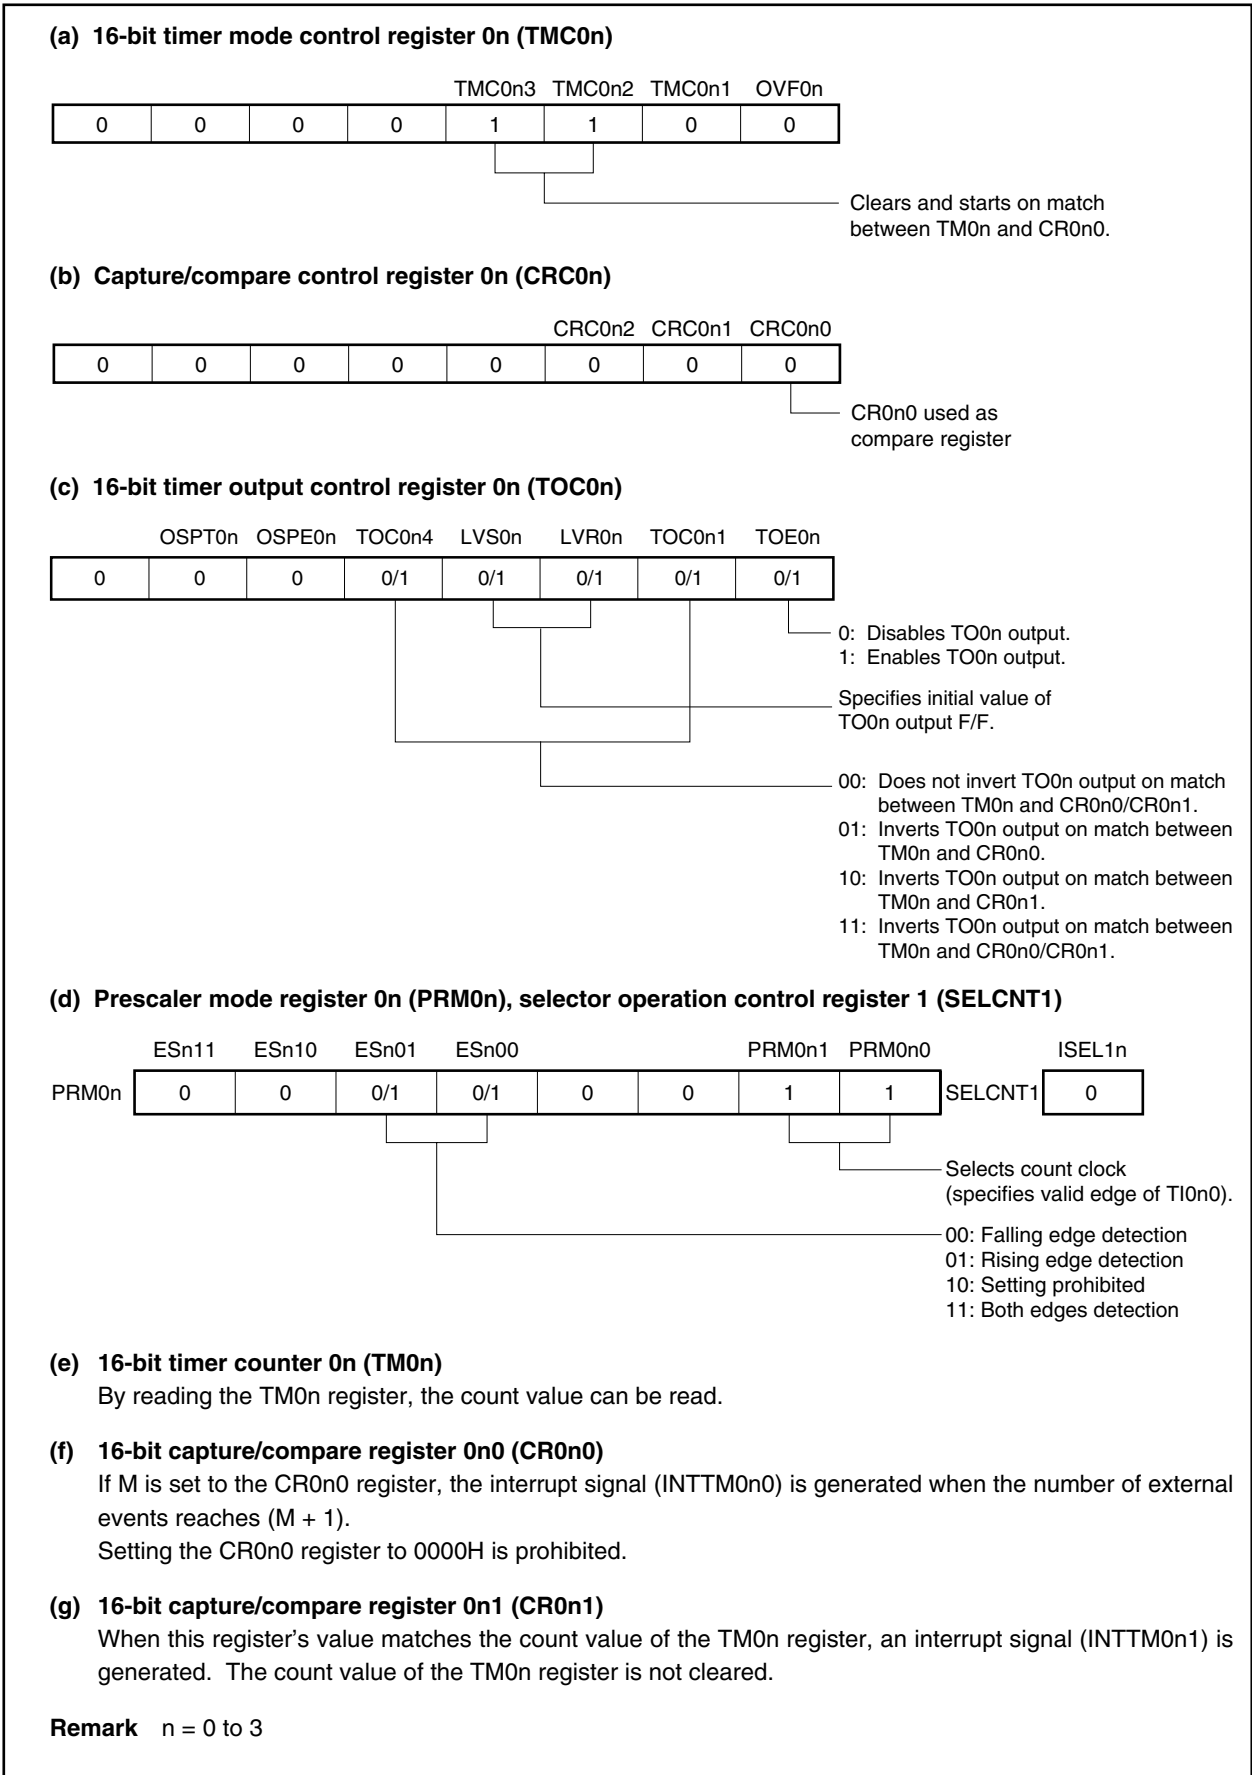 (a) 16-bit timer mode control register 0n (TMC0n)
TMC0n3 TMC0n2 TMC0n1 OVF0n
0 0 0 0 1 1 0 0
Clears and starts on match
between TM0n and CR0n0.
(b) Capture/compare control register 0n (CRC0n)
CRC0n2 CRC0n1 CRC0n0
0 0 0 0 0 0 0 0
CR0n0 used as
compare register
(c) 16-bit timer output control register 0n (TOC0n)
OSPT0n OSPE0n TOC0n4 LVS0n LVR0n TOC0n1 TOE0n
0 0 0 0/1 0/1 0/1 0/1 0/1
0: Disables TO0n output.
1: Enables TO0n output.
Specifies initial value of
TO0n output F/F.
00: Does not invert TO0n output on match
between TM0n and CR0n0/CR0n1.
01: Inverts TO0n output on match between
TM0n and CR0n0.
10: Inverts TO0n output on match between
TM0n and CR0n1.
11: Inverts TO0n output on match between
TM0n and CR0n0/CR0n1.
(d) Prescaler mode register 0n (PRM0n), selector operation control register 1 (SELCNT1)
ESn11 ESn10 ESn01 ESn00 PRM0n1 PRM0n0 ISEL1n
PRM0n 0 0 0/1 0/1 0 0 1 1 SELCNT1 0
Selects count clock
(specifies valid edge of TI0n0).
00: Falling edge detection
01: Rising edge detection
10: Setting prohibited
11: Both edges detection
(e) 16-bit timer counter 0n (TM0n)
By reading the TM0n register, the count value can be read.
(f) 16-bit capture/compare register 0n0 (CR0n0)
If M is set to the CR0n0 register, the interrupt signal (INTTM0n0) is generated when the number of external
events reaches (M + 1).
Setting the CR0n0 register to 0000H is prohibited.
(g) 16-bit capture/compare register 0n1 (CR0n1)
When this register's value matches the count value of the TM0n register, an interrupt signal (INTTM0n1) is
generated. The count value of the TM0n register is not cleared.
Remark n = 0 to 3